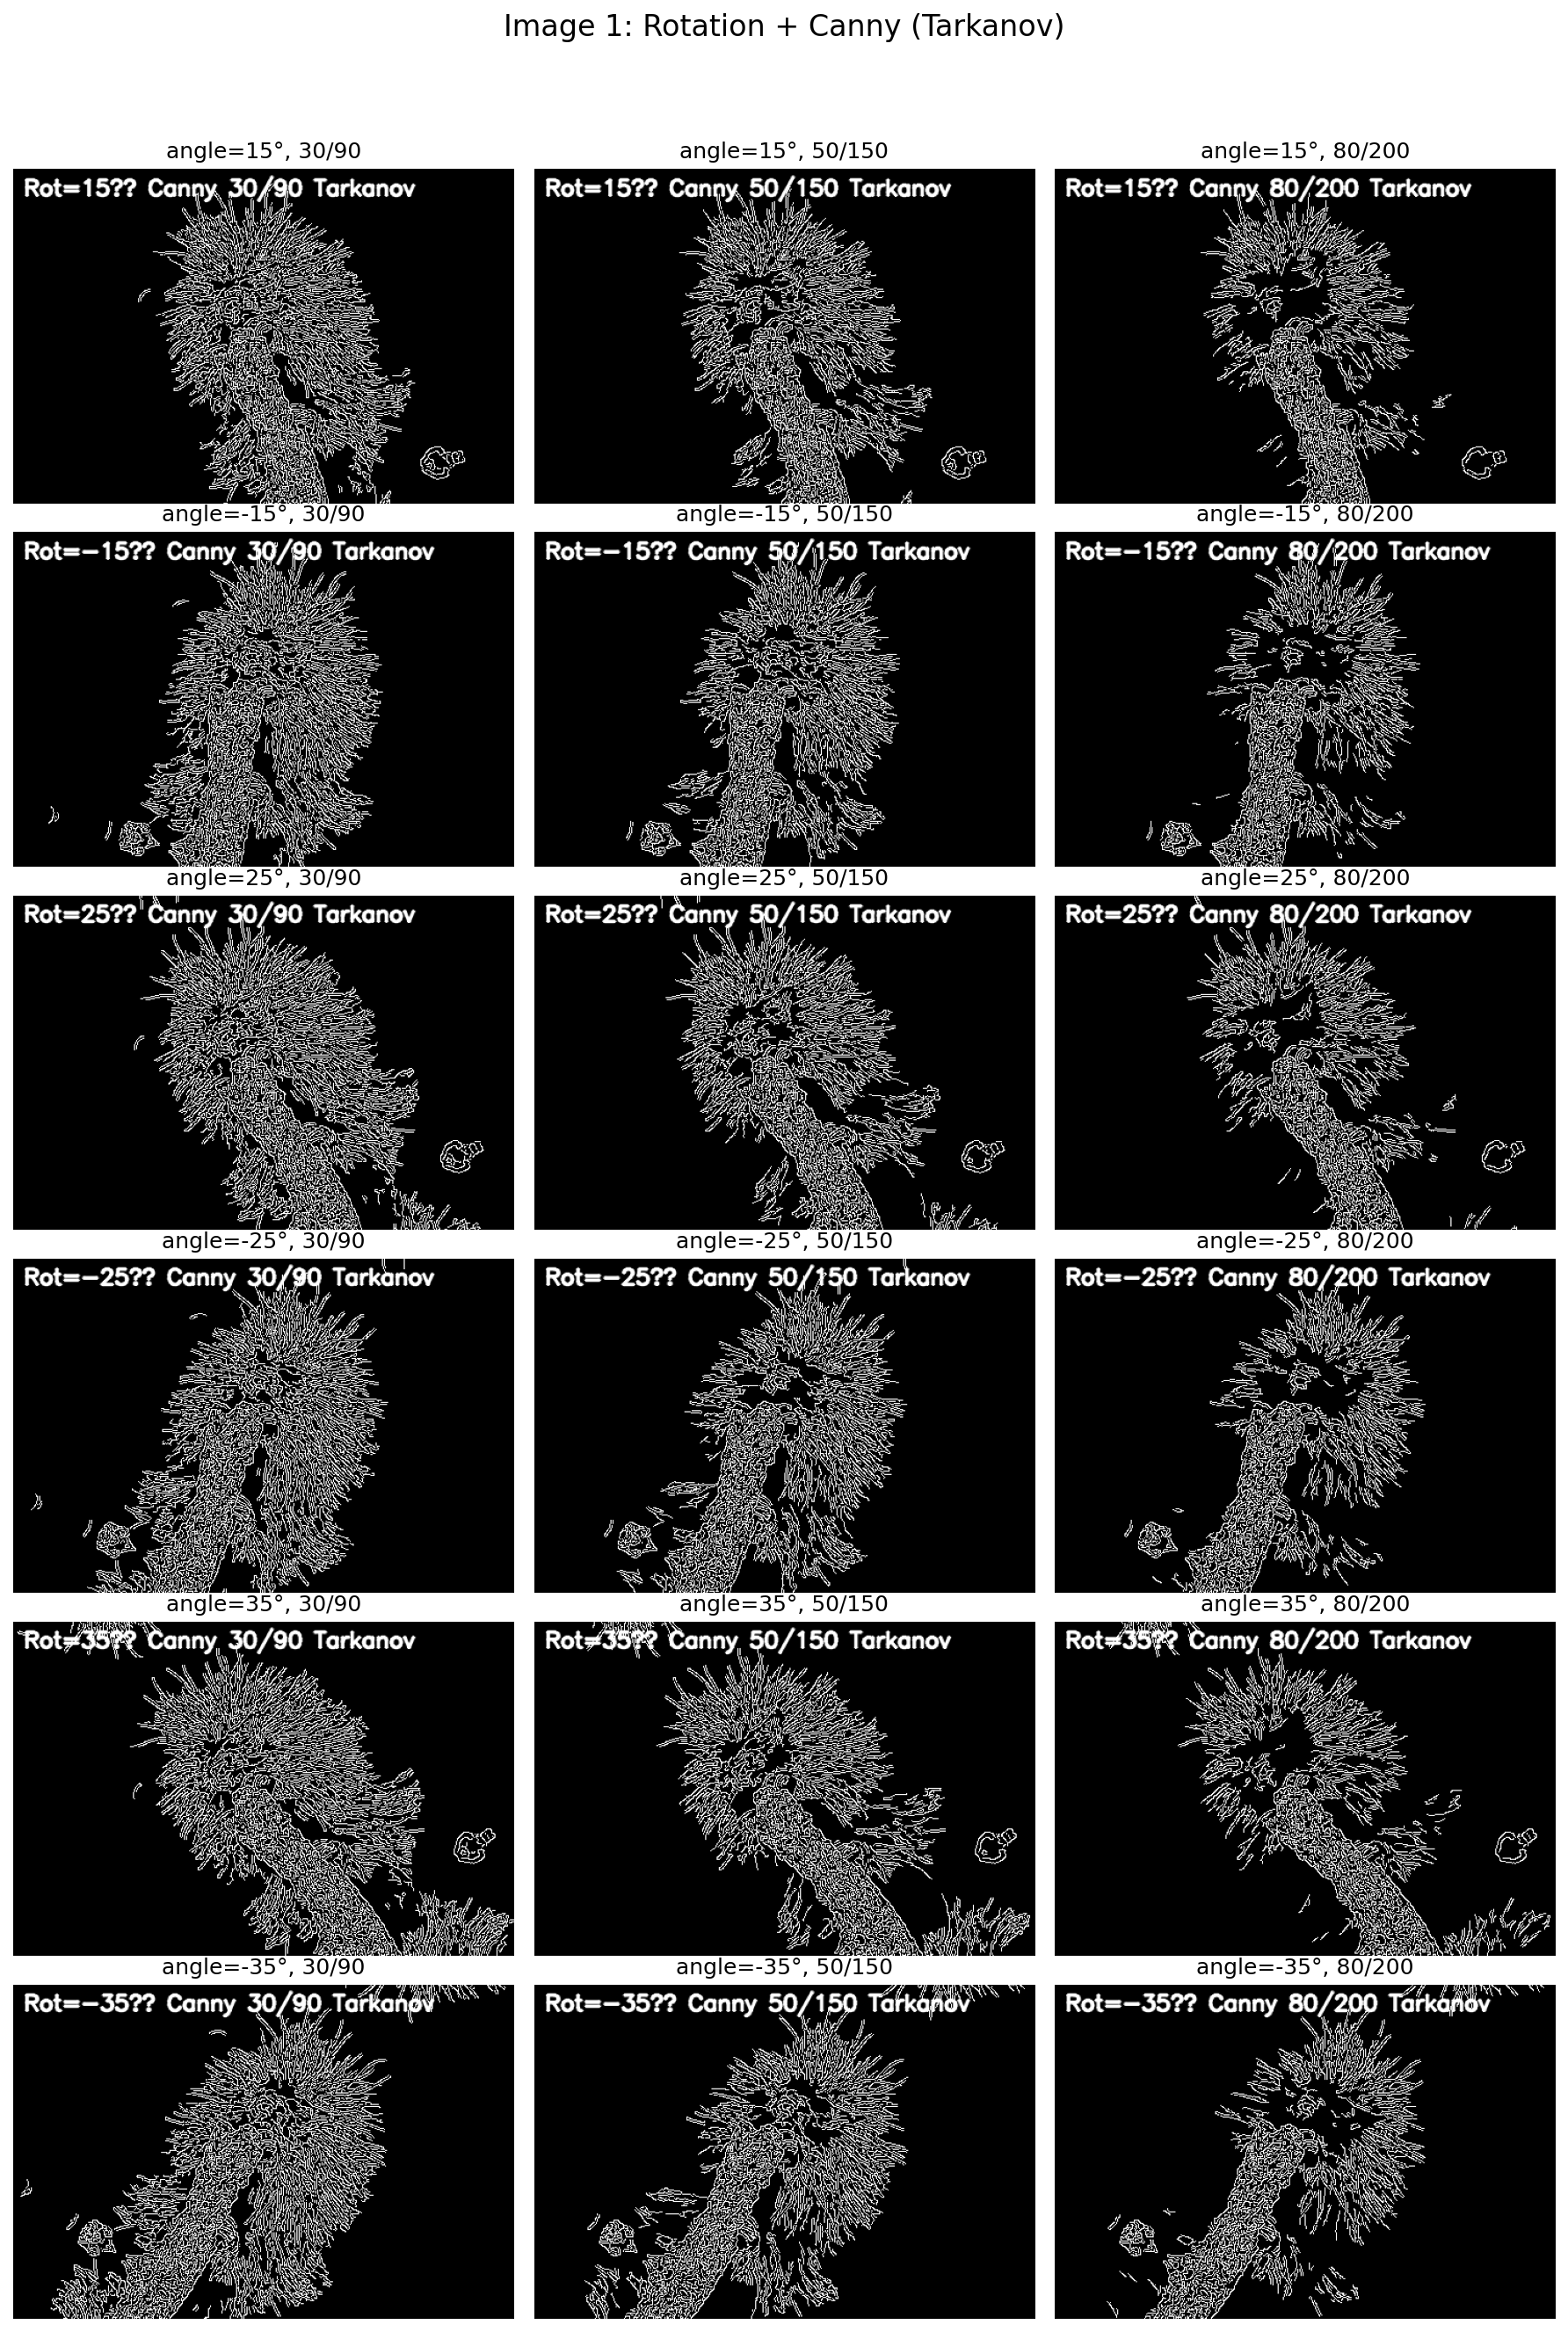 Image 1: Rotation + Canny (Tarkanov)
angle=15°, 30/90
angle=15°, 50/150
angle=15°, 80/200
Rot=15?? Canny 30/90 Tarkanov
Rot=15?? Canny 50/150 Tarkanov
Rot=15?? Canny 80/200 Tarkanov
angle=-15°, 30/90
angle=-15°, 50/150
angle=-15°, 80/200
Rot=-15?? Canny 30/90 Tarkanov
Rot=-15?? Canny 50/150 Tarkanov
Rot=-15?? Canny 80/200 Tarkanov
angle=25°, 30/90
angle=25°, 50/150
angle=25°, 80/200
Rot=25?? Canny 30/90 Tarkanov
Rot=25?? Canny 50/150 Tarkanov
Rot=25?? Canny 80/200 Tarkanov
angle=-25°, 30/90
angle=-25°, 50/150
angle=-25°, 80/200
Rot=-25?? Canny 30/90 Tarkanov
Rot=-25?? Canny 50/150 Tarkanov
Rot=-25?? Canny 80/200 Tarkanov
angle=35°, 30/90
angle=35°, 50/150
angle=35°, 80/200
Rot=35?? Canny 30/90 Tarkanov
Rot=35?? Canny 50/150 Tarkanov
Rot=35?? Canny 80/200 Tarkanov
angle=-35°, 30/90
angle=-35°, 50/150
angle=-35°, 80/200
Rot=-35?? Canny 30/90 Tarkanov
Rot=-35?? Canny 50/150 Tarkanov
Rot=-35?? Canny 80/200 Tarkanov